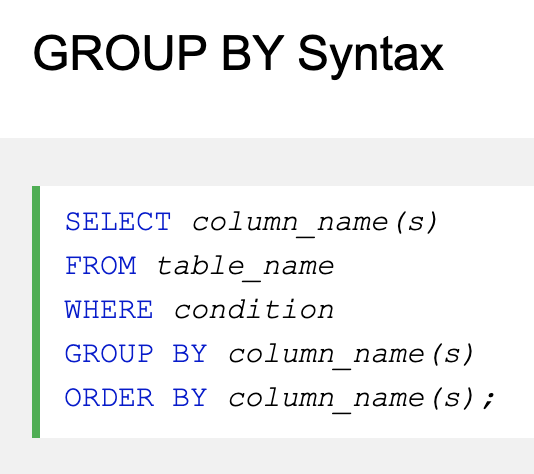 GROUP BY Syntax
SELECT column_name(s)
FROM table_name
WHERE condition
GROUP BY column_name(s)
ORDER BY column_name(s);